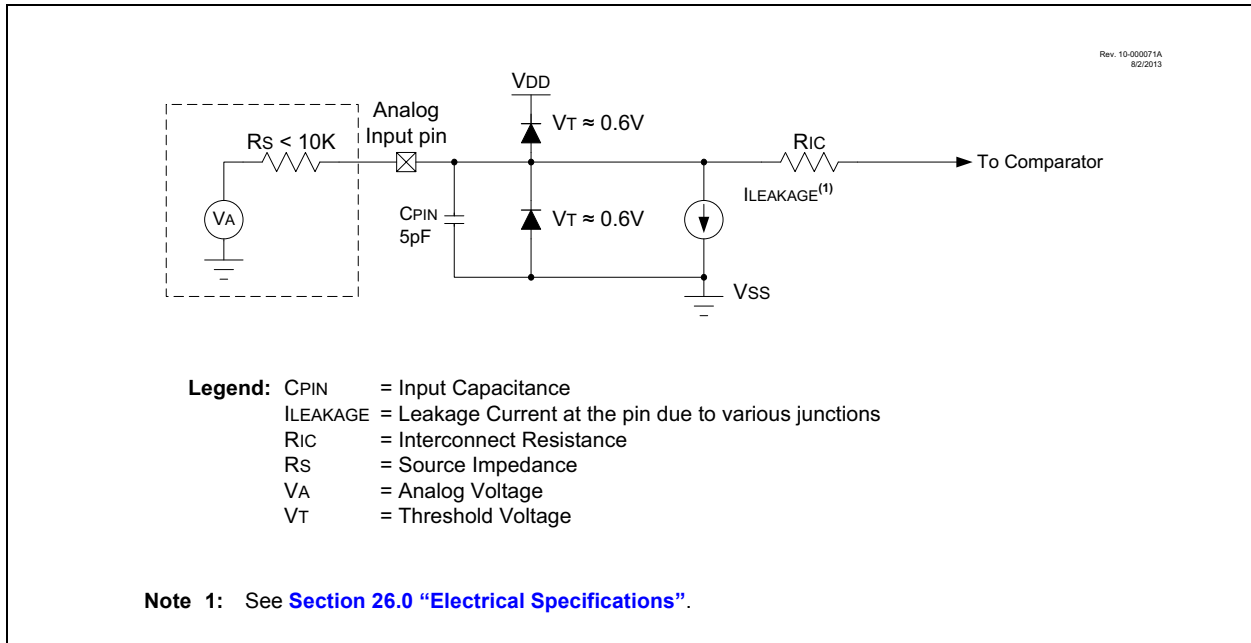 Rev. 10-000071A
8/2/2013
VDD
Analog
Input pin
VT ≈ 0.6V
RS < 10K
RIC
To Comparator
ILEAKAGE(1)
VA
CPIN
5pF
VT ≈ 0.6V
VSS
Legend: CPIN = Input Capacitance
ILEAKAGE = Leakage Current at the pin due to various junctions
RIC = Interconnect Resistance
RS = Source Impedance
VA = Analog Voltage
VT = Threshold Voltage
Note 1: See Section 26.0 “Electrical Specifications”.